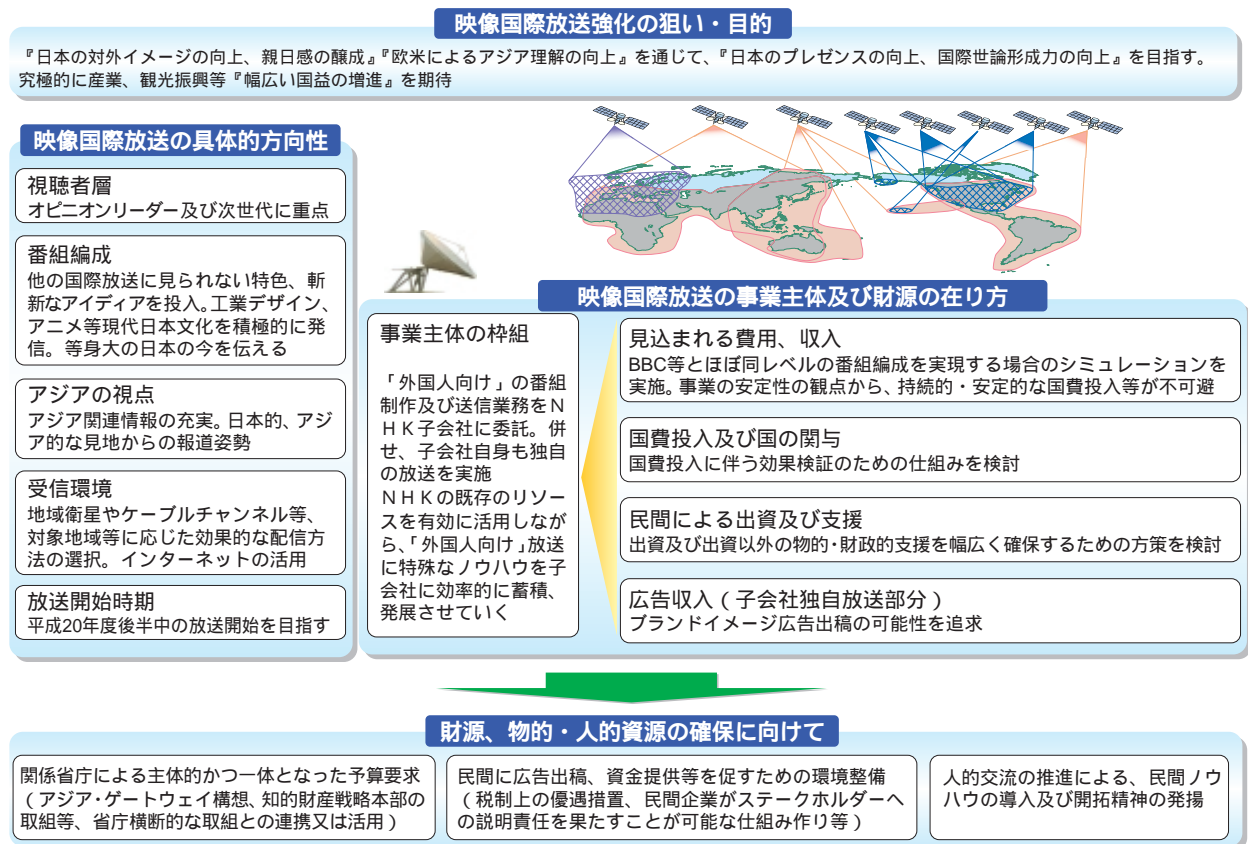 映像国際放送強化の狙い・目的
『日本の対外イメージの向上、親日感の醸成』『欧米によるアジア理解の向上』を通じて、『日本のプレゼンスの向上、国際世論形成力の向上』を目指す。
究極的に産業、観光振興等『幅広い国益の増進』を期待
映像国際放送の具体的方向性
視聴者層
オピニオンリーダー及び次世代に重点
番組編成
他の国際放送に見られない特色、斬
新なアイディアを投入。工業デザイン、
アニメ等現代日本文化を積極的に発
信。等身大の日本の今を伝える
アジアの視点
アジア関連情報の充実。日本的、アジ
ア的な見地からの報道姿勢
受信環境
地域衛星やケーブルチャンネル等、
対象地域等に応じた効果的な配信方
法の選択。インターネットの活用
放送開始時期
平成20年度後半中の放送開始を目指す
映像国際放送の事業主体及び財源の在り方
事業主体の枠組
「外国人向け」の番組
制作及び送信業務をN
HK子会社に委託。併
せ、子会社自身も独自
の放送を実施
NHKの既存のリソー
スを有効に活用しなが
ら、「外国人向け」放送
に特殊なノウハウを子
会社に効率的に蓄積、
発展させていく
見込まれる費用、収入
BBC等とほぼ同レベルの番組編成を実現する場合のシミュレーションを
実施。事業の安定性の観点から、持続的・安定的な国費投入等が不可避
国費投入及び国の関与
国費投入に伴う効果検証のための仕組みを検討
民間による出資及び支援
出資及び出資以外の物的・財政的支援を幅広く確保するための方策を検討
広告収入(子会社独自放送部分)
ブランドイメージ広告出稿の可能性を追求
財源、物的・人的資源の確保に向けて
関係省庁による主体的かつ一体となった予算要求
(アジア・ゲートウェイ構想、知的財産戦略本部の
取組等、省庁横断的な取組との連携又は活用)
民間に広告出稿、資金提供等を促すための環境整備
(税制上の優遇措置、民間企業がステークホルダーへ
の説明責任を果たすことが可能な仕組み作り等)
人的交流の推進による、民間ノウ
ハウの導入及び開拓精神の発揚